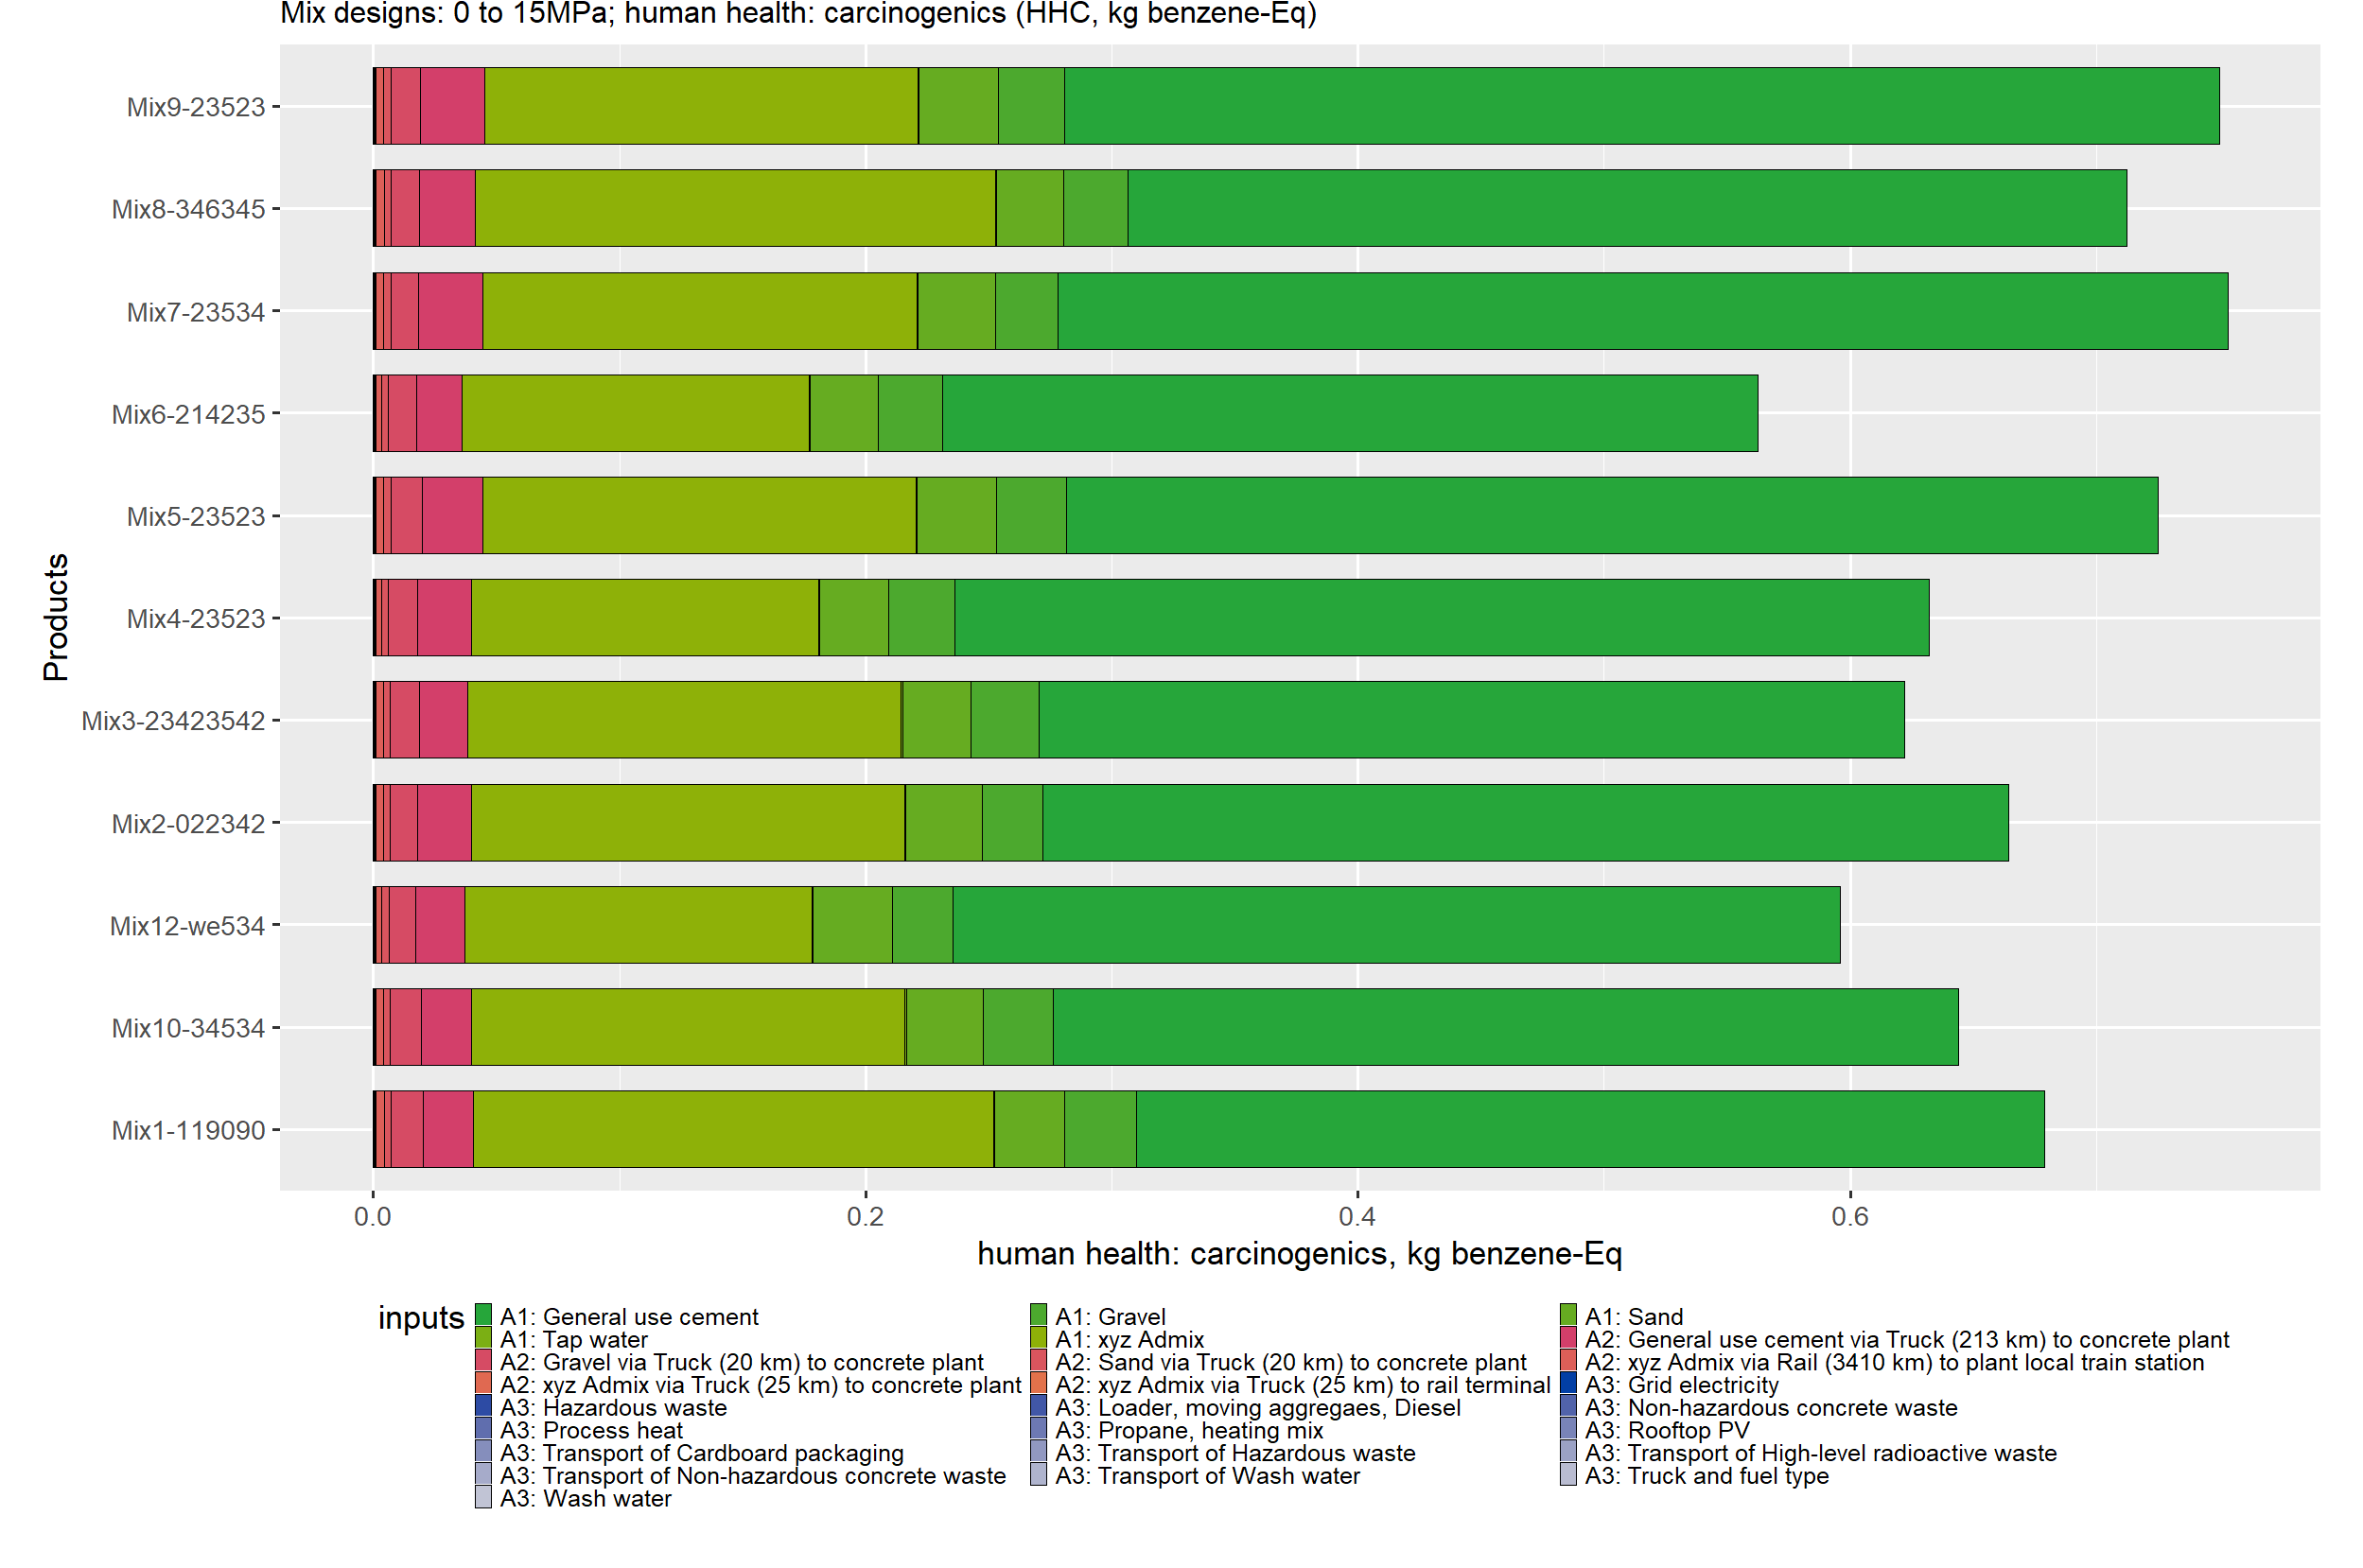 Mix designs: 0 to 15MPa; human health: carcinogenics (HHC, kg benzene-Eq)
Mix9-23523
Mix8-346345
Mix7-23534
Mix6-214235
Mix5-23523
Mix4-23523
Mix3-23423542
Mix2-022342
Mix12-we534
Mix10-34534
Mix1-119090
Products
0.0 0.2 0.4 0.6
human health: carcinogenics, kg benzene-Eq
inputs
A1: General use cement A1: Gravel A1: Sand
A1: Tap water A1: xyz Admix A2: General use cement via Truck (213 km) to concrete plant
A2: Gravel via Truck (20 km) to concrete plant A2: Sand via Truck (20 km) to concrete plant A2: xyz Admix via Rail (3410 km) to plant local train station
A2: xyz Admix via Truck (25 km) to concrete plant A2: xyz Admix via Truck (25 km) to rail terminal A3: Grid electricity
A3: Hazardous waste A3: Loader, moving aggregaes, Diesel A3: Non-hazardous concrete waste
A3: Process heat A3: Propane, heating mix A3: Rooftop PV
A3: Transport of Cardboard packaging A3: Transport of Hazardous waste A3: Transport of High-level radioactive waste
A3: Transport of Non-hazardous concrete waste A3: Transport of Wash water A3: Truck and fuel type
A3: Wash water